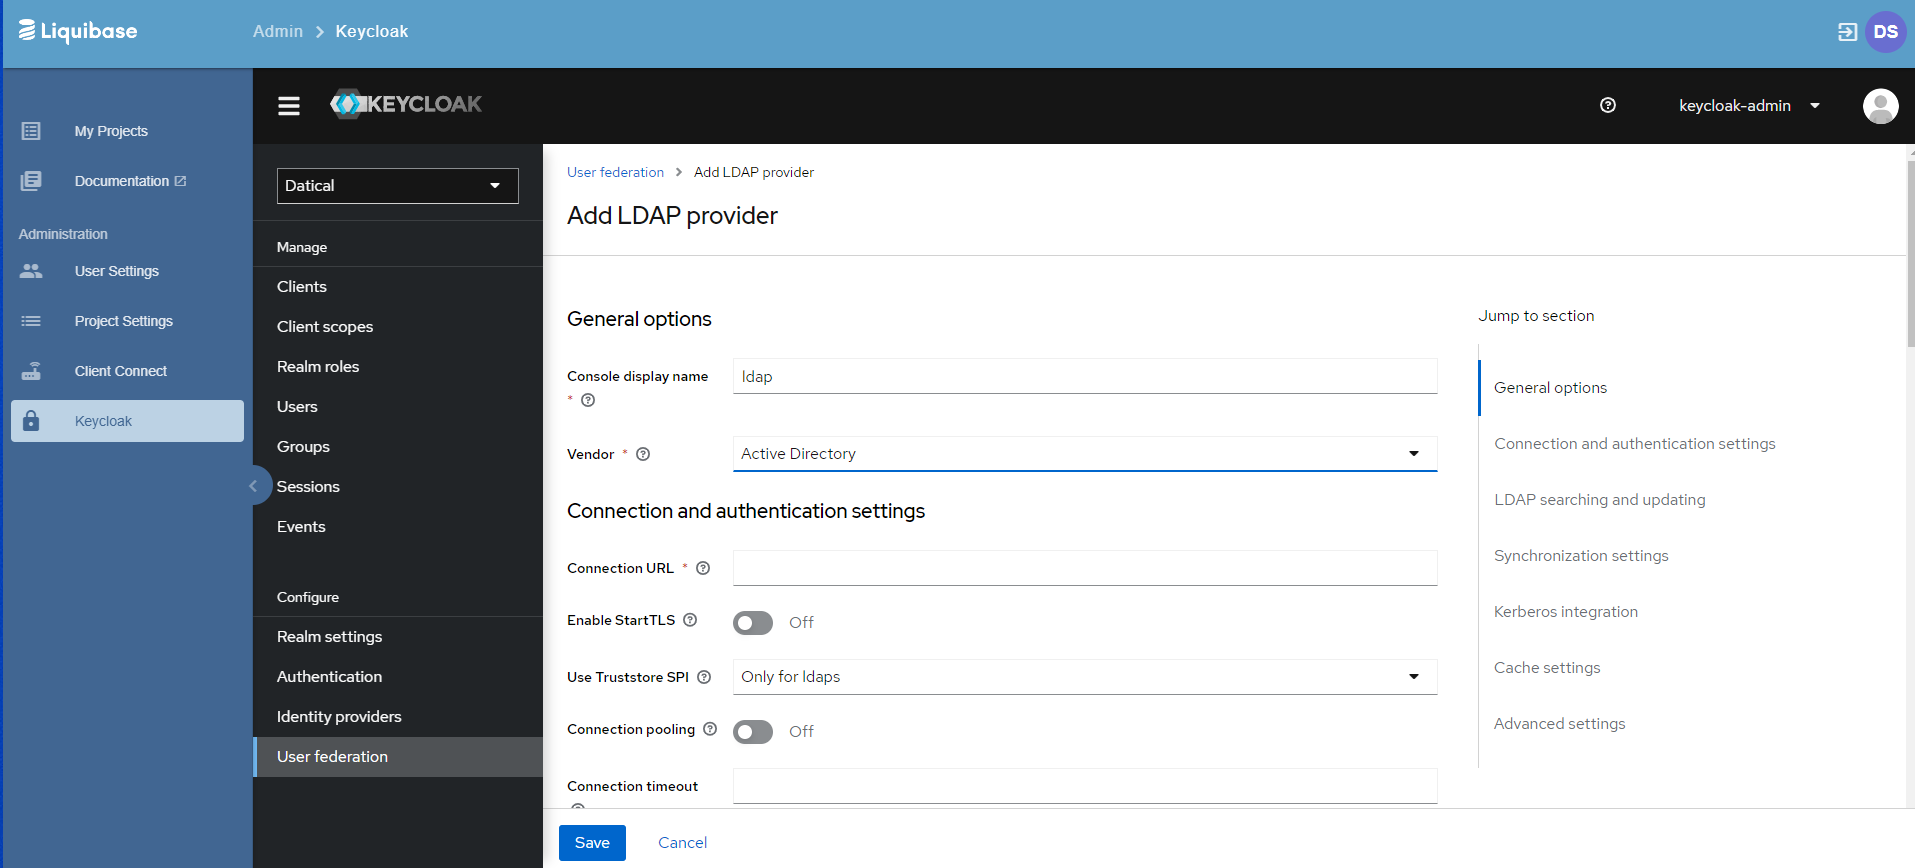 Liquibase
Admin > Keycloak
DS
My Projects
Documentation
Administration
User Settings
Project Settings
Client Connect
Keycloak
KEYCLOAK
keycloak-admin
Datical
Manage
Clients
Client scopes
Realm roles
Users
Groups
Sessions
Events
Configure
Realm settings
Authentication
Identity providers
User federation
User federation > Add LDAP provider
Add LDAP provider
General options
Console display name *
ldap
Vendor *
Active Directory
Connection and authentication settings
Connection URL *
Enable StartTLS
Off
Use Truststore SPI
Only for ldaps
Connection pooling
Off
Connection timeout
Save
Cancel
Jump to section
General options
Connection and authentication settings
LDAP searching and updating
Synchronization settings
Kerberos integration
Cache settings
Advanced settings